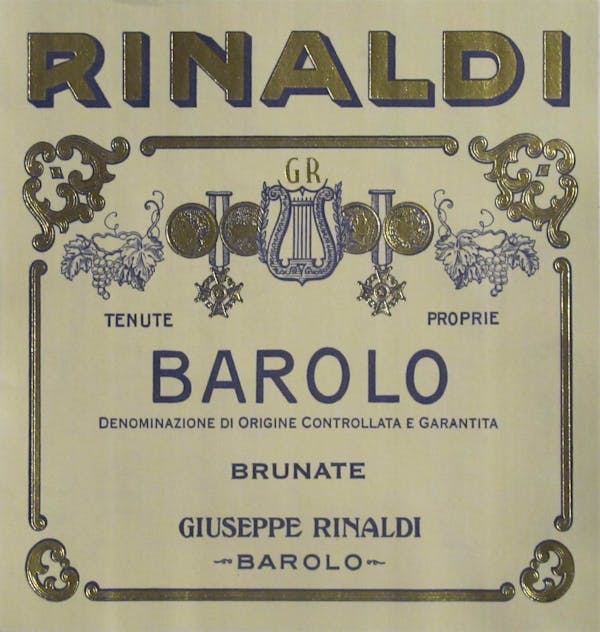 RINALDI
GR
TENUTE PROPRIE
BAROLO
DENOMINAZIONE DI ORIGINE CONTROLLATA E GARANTITA
BRUNATE
GIUSEPPE RINALDI
BAROLO